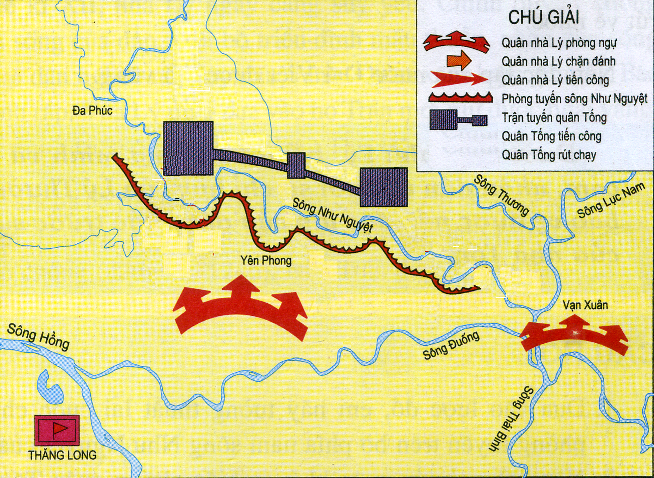 CHÚ GIẢI
Quân nhà Lý phòng ngự
Quân nhà Lý chặn đánh
Quân nhà Lý tiến công
Phòng tuyến sông Như Nguyệt
Trận tuyến quân Tống
Quân Tống tiến công
Quân Tống rút chạy
Đa Phúc
Sông Thương
Sông Lục Nam
Sông Như Nguyệt
Yên Phong
Vạn Xuân
Sông Hồng
Sông Đuống
Sông Thái Bình
THĂNG LONG